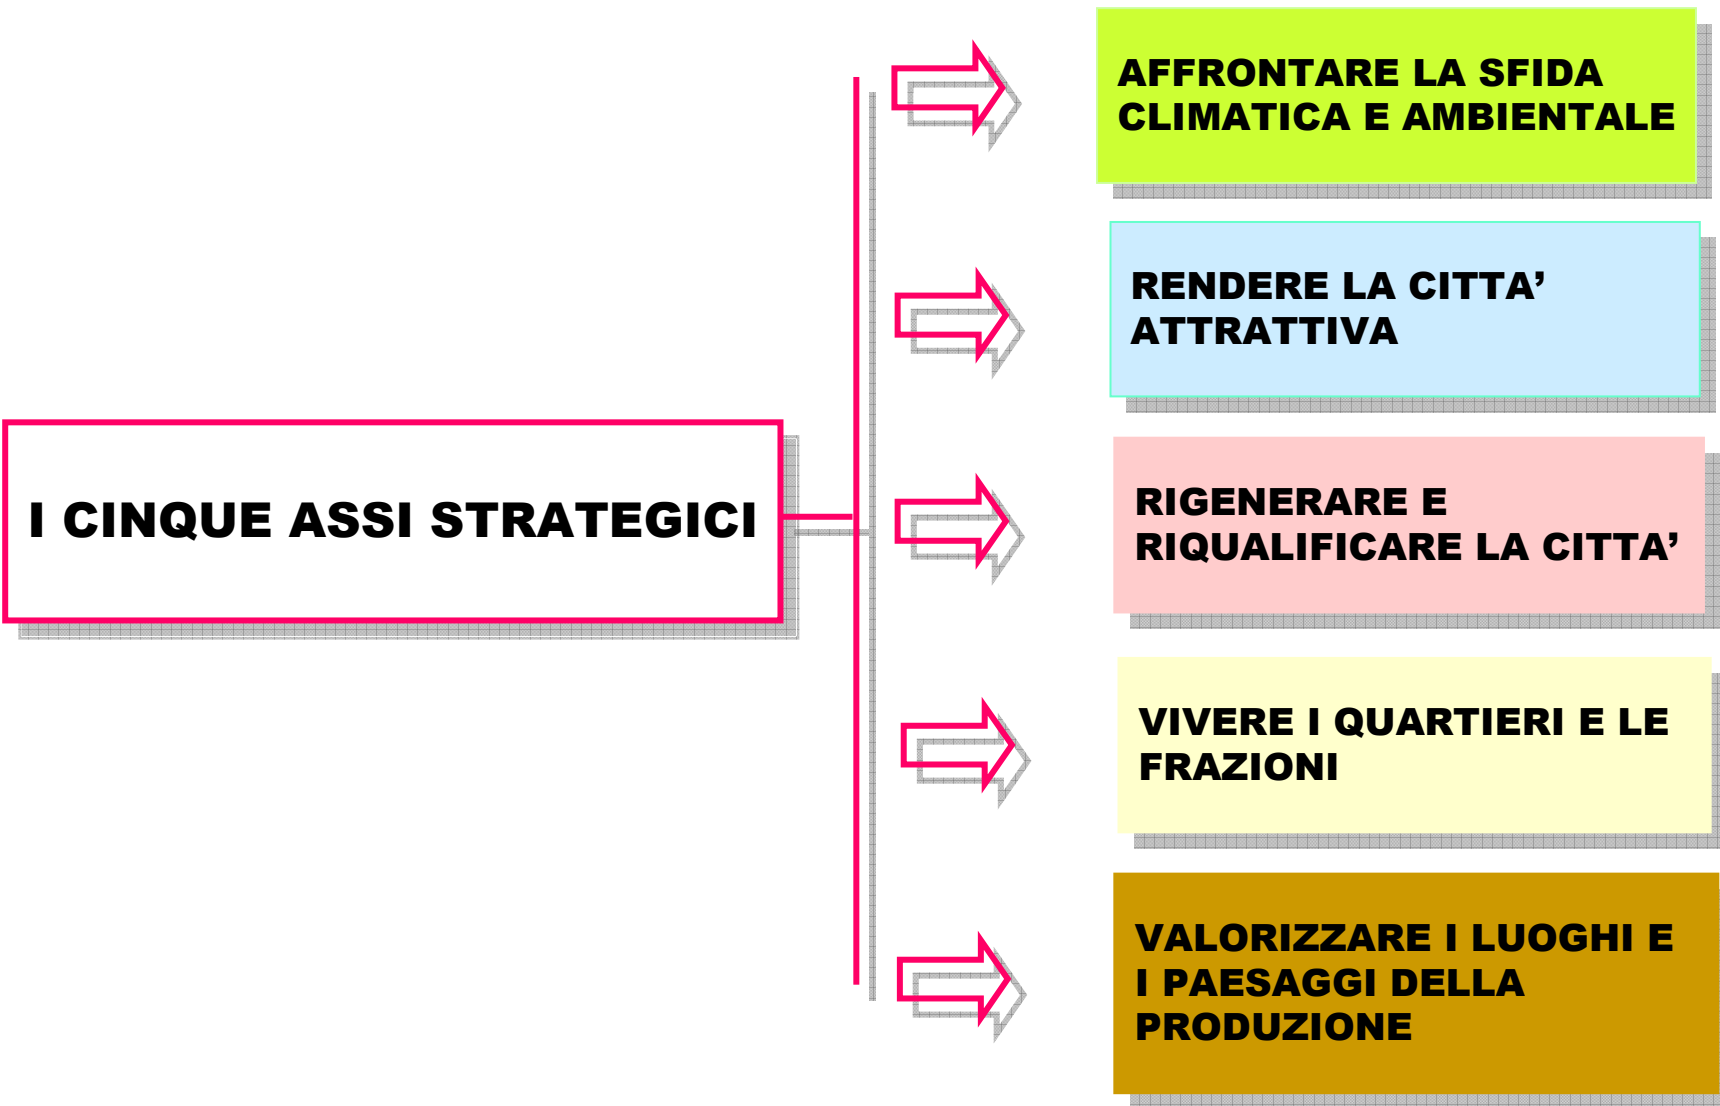 I CINQUE ASSI STRATEGICI
AFFRONTARE LA SFIDA
CLIMATICA E AMBIENTALE
RENDERE LA CITTA’
ATTRATTIVA
RIGENERARE E
RIQUALIFICARE LA CITTA’
VIVERE I QUARTIERI E LE
FRAZIONI
VALORIZZARE I LUOGHI E
I PAESAGGI DELLA
PRODUZIONE